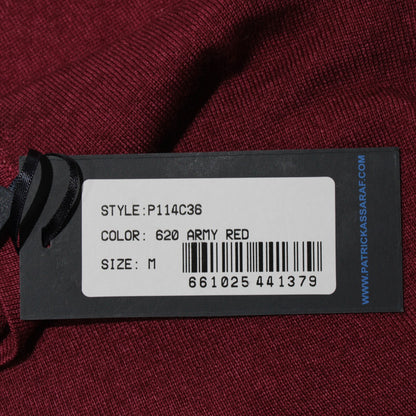 STYLE:P114C36
COLOR: 620 ARMY RED
SIZE: M
661025 441379
WWW.PATRICKASSARAF.COM